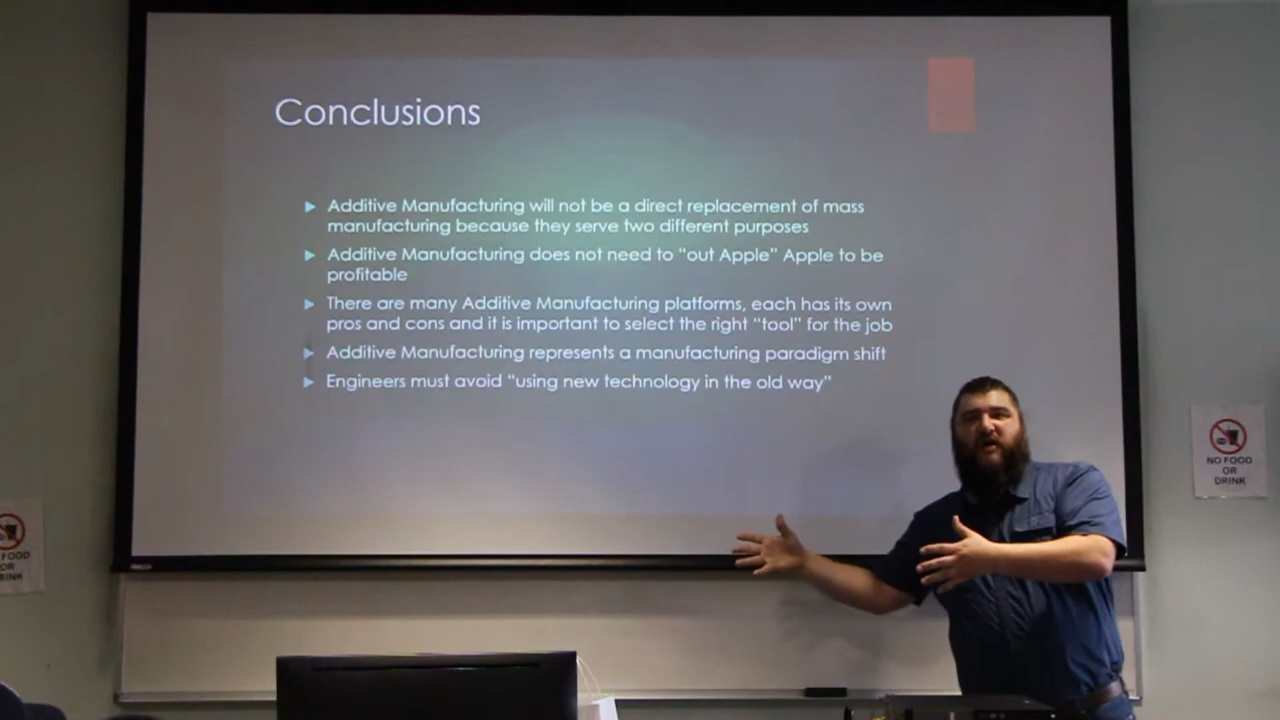 Conclusions
Additive Manufacturing will not be a direct replacement of mass
manufacturing because they serve two different purposes
Additive Manufacturing does not need to “out Apple” Apple to be
profitable
There are many Additive Manufacturing platforms, each has its own
pros and cons and it is important to select the right “tool” for the job
Additive Manufacturing represents a manufacturing paradigm shift
Engineers must avoid “using new technology in the old way”
NO FOOD
OR
DRINK
FOOD
OR
RINK